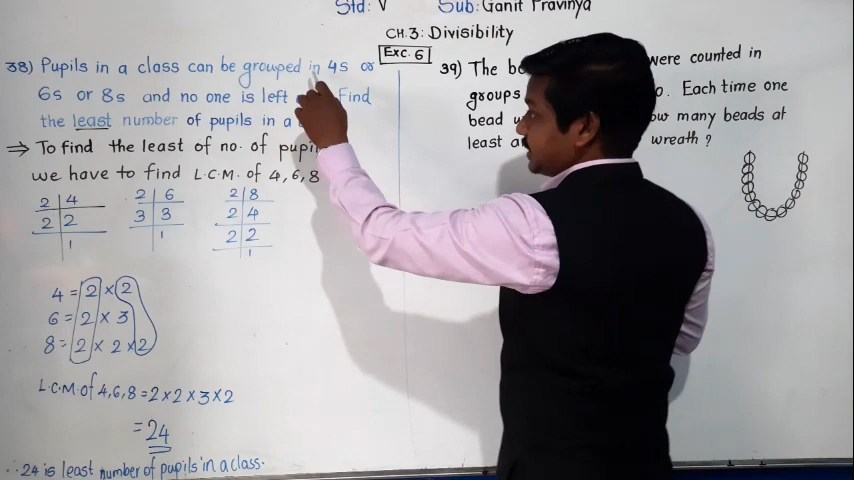 Std: V Sub: Ganit Pravinya
CH.3: Divisibility
Exc. 6
38) Pupils in a class can be grouped in 4s or
6s or 8s and no one is left Find
the least number of pupils in a
⇒ To find the least of no. of
we have to find L.C.M. of 4,6,8
2 4
2 2
1
2 6
3 3
1
2 8
2 4
2 2
1
4 = 2 × 2
6 = 2 × 3
8 = 2 × 2 × 2
L.C.M. of 4,6,8 = 2×2×3×2
= 24
∴ 24 is least number of pupils in a class.
39) The were counted in
groups Each time one
bead many beads at
least wreath ?